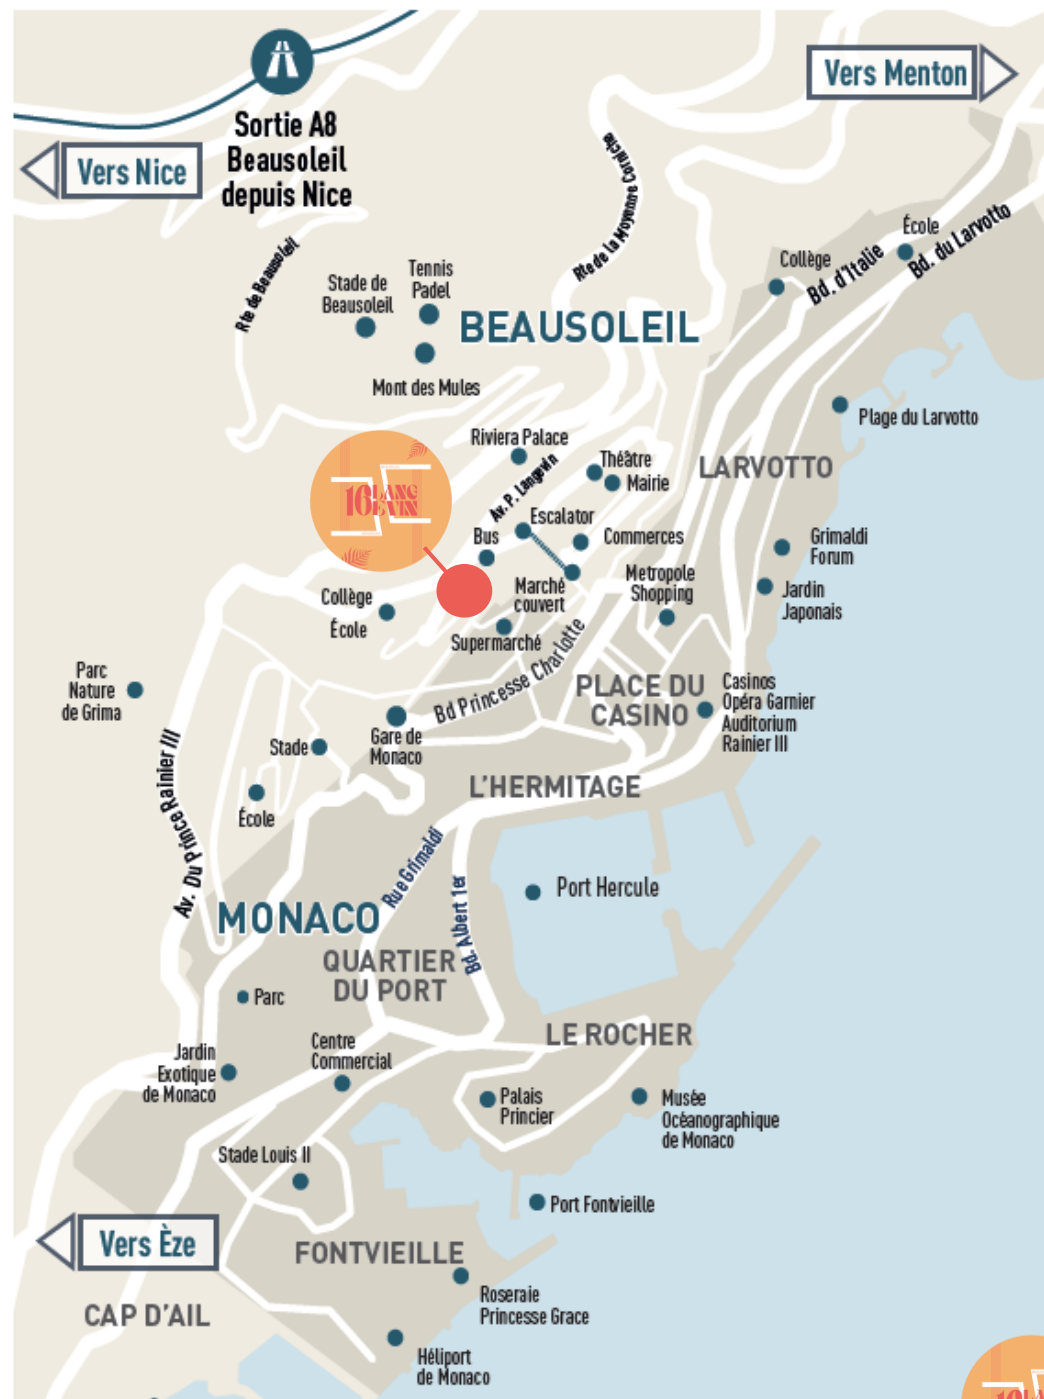 Vers Menton
Sortie A8
Beausoleil
depuis Nice
Vers Nice
Rte de la Moyenne Corniche
Rte de Beausoleil
École
Bd. du Larvotto
Bd. d'Italie
Collège
Tennis
Padel
Stade de
Beausoleil
BEAUSOLEIL
Mont des Mules
Plage du Larvotto
Riviera Palace
Av. P. Langevin
Théâtre
Mairie
LARVOTTO
16 LANG
EVIN
Escalator
Bus
Commerces
Grimaldi
Forum
Marché
couvert
Metropole
Shopping
Jardin
Japonais
Collège
École
Supermarché
Bd Princesse Charlotte
Parc
Nature
de Grima
PLACE DU
CASINO
Casinos
Opéra Garnier
Auditorium
Rainier III
Gare de
Monaco
Stade
Av. Du Prince Rainier III
L'HERMITAGE
École
Rue Grimaldi
Bd. Albert 1er
Port Hercule
MONACO
QUARTIER
DU PORT
Parc
LE ROCHER
Centre
Commercial
Jardin
Exotique
de Monaco
Palais
Princier
Musée
Océanographique
de Monaco
Stade Louis II
Port Fontvieille
Vers Èze
FONTVIEILLE
Roseraie
Princesse Grace
CAP D'AIL
Héliport
de Monaco